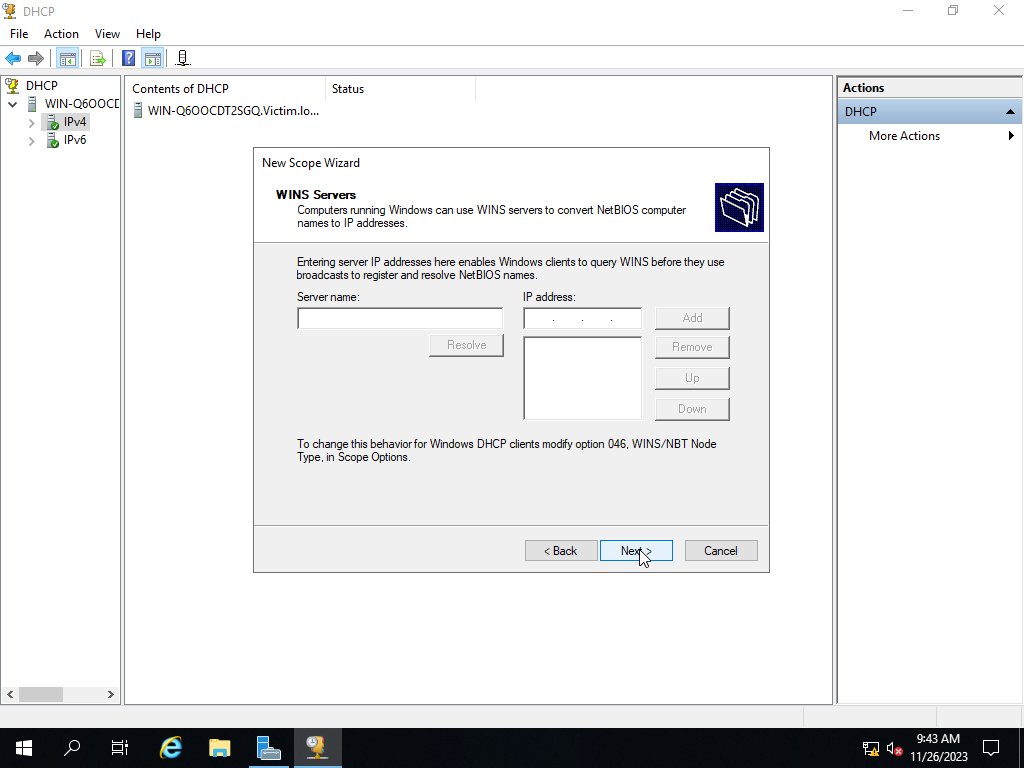 DHCP
File Action View Help
DHCP
WIN-Q6OOCD
IPv4
IPv6
Contents of DHCP Status
WIN-Q6OOCDT2SGQ.Victim.lo...
Actions
DHCP
More Actions
New Scope Wizard
WINS Servers
Computers running Windows can use WINS servers to convert NetBIOS computer
names to IP addresses.
Entering server IP addresses here enables Windows clients to query WINS before they use
broadcasts to register and resolve NetBIOS names.
Server name: IP address:
. . . Add
Resolve Remove
Up
Down
To change this behavior for Windows DHCP clients modify option 046, WINS/NBT Node
Type, in Scope Options.
< Back Next > Cancel
9:43 AM
11/26/2023